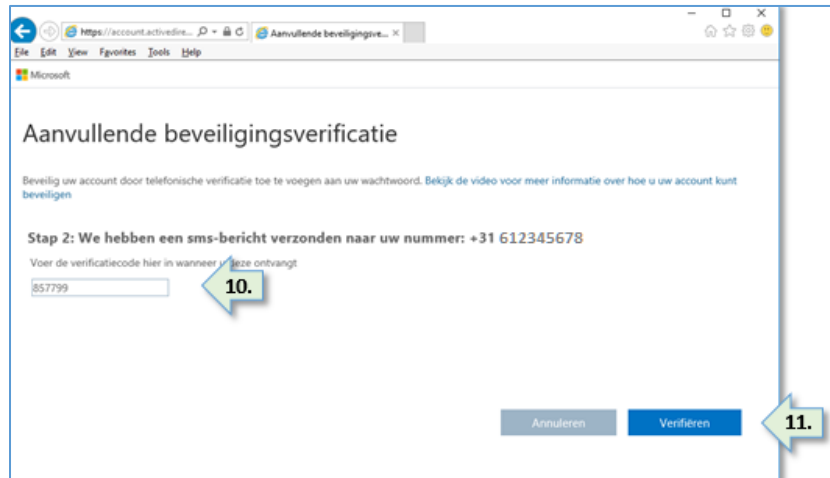 https://account.activedire...
Aanvullende beveiligingsve...
File Edit View Favorites Tools Help
Microsoft
Aanvullende beveiligingsverificatie
Beveilig uw account door telefonische verificatie toe te voegen aan uw wachtwoord. Bekijk de video voor meer informatie over hoe u uw account kunt
beveiligen
Stap 2: We hebben een sms-bericht verzonden naar uw nummer: +31 612345678
Voer de verificatiecode hier in wanneer u deze ontvangt
857799
10.
Annuleren
Verifiëren
11.